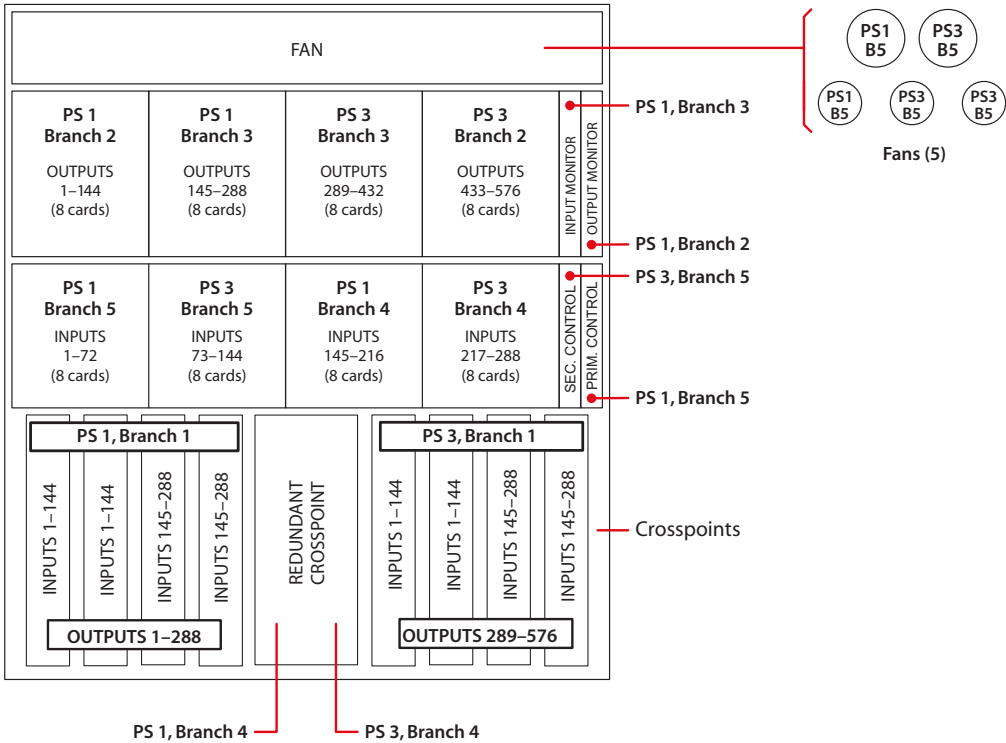 FAN
PS1
B5
PS3
B5
PS1
B5
PS3
B5
PS3
B5
Fans (5)
PS 1
Branch 2
OUTPUTS
1–144
(8 cards)
PS 1
Branch 3
OUTPUTS
145–288
(8 cards)
PS 3
Branch 3
OUTPUTS
289–432
(8 cards)
PS 3
Branch 2
OUTPUTS
433–576
(8 cards)
INPUT MONITOR
OUTPUT MONITOR
PS 1, Branch 3
PS 1, Branch 2
PS 1
Branch 5
INPUTS
1–72
(8 cards)
PS 3
Branch 5
INPUTS
73–144
(8 cards)
PS 1
Branch 4
INPUTS
145–216
(8 cards)
PS 3
Branch 4
INPUTS
217–288
(8 cards)
SEC. CONTROL
PRIM. CONTROL
PS 3, Branch 5
PS 1, Branch 5
PS 1, Branch 1
INPUTS 1–144
INPUTS 1–144
INPUTS 145–288
INPUTS 145–288
OUTPUTS 1–288
REDUNDANT
CROSSPOINT
PS 3, Branch 1
INPUTS 1–144
INPUTS 1–144
INPUTS 145–288
INPUTS 145–288
OUTPUTS 289–576
Crosspoints
PS 1, Branch 4
PS 3, Branch 4